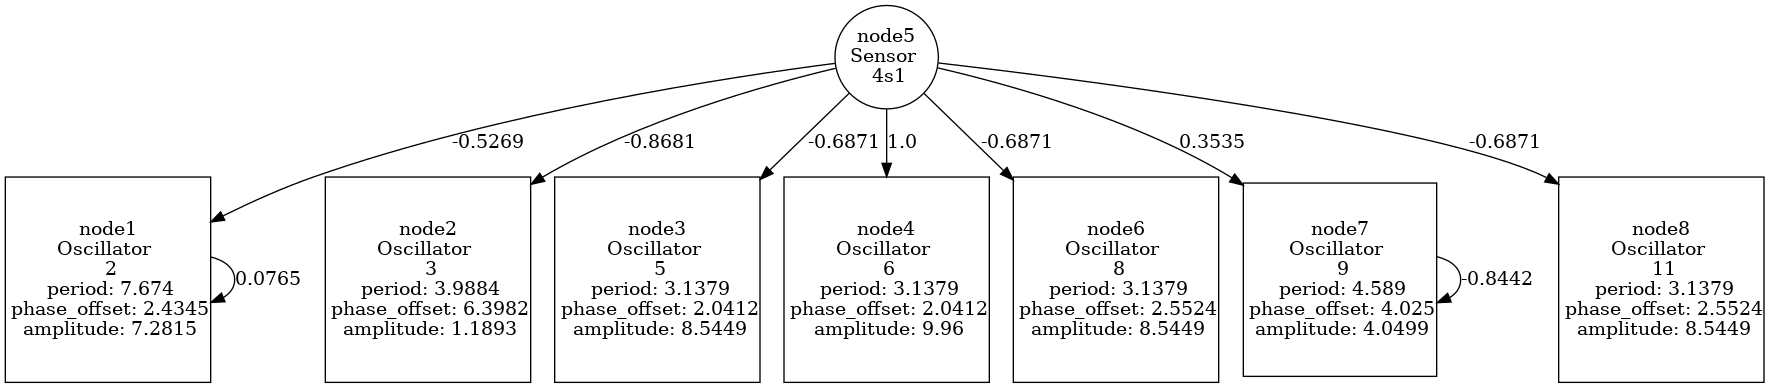 node5
Sensor
4s1
-0.5269
-0.8681
-0.6871
1.0
-0.6871
0.3535
-0.6871
node1
Oscillator
2
period: 7.674
phase_offset: 2.4345
amplitude: 7.2815
0.0765
node2
Oscillator
3
period: 3.9884
phase_offset: 6.3982
amplitude: 1.1893
node3
Oscillator
5
period: 3.1379
phase_offset: 2.0412
amplitude: 8.5449
node4
Oscillator
6
period: 3.1379
phase_offset: 2.0412
amplitude: 9.96
node6
Oscillator
8
period: 3.1379
phase_offset: 2.5524
amplitude: 8.5449
node7
Oscillator
9
period: 4.589
phase_offset: 4.025
amplitude: 4.0499
-0.8442
node8
Oscillator
11
period: 3.1379
phase_offset: 2.5524
amplitude: 8.5449